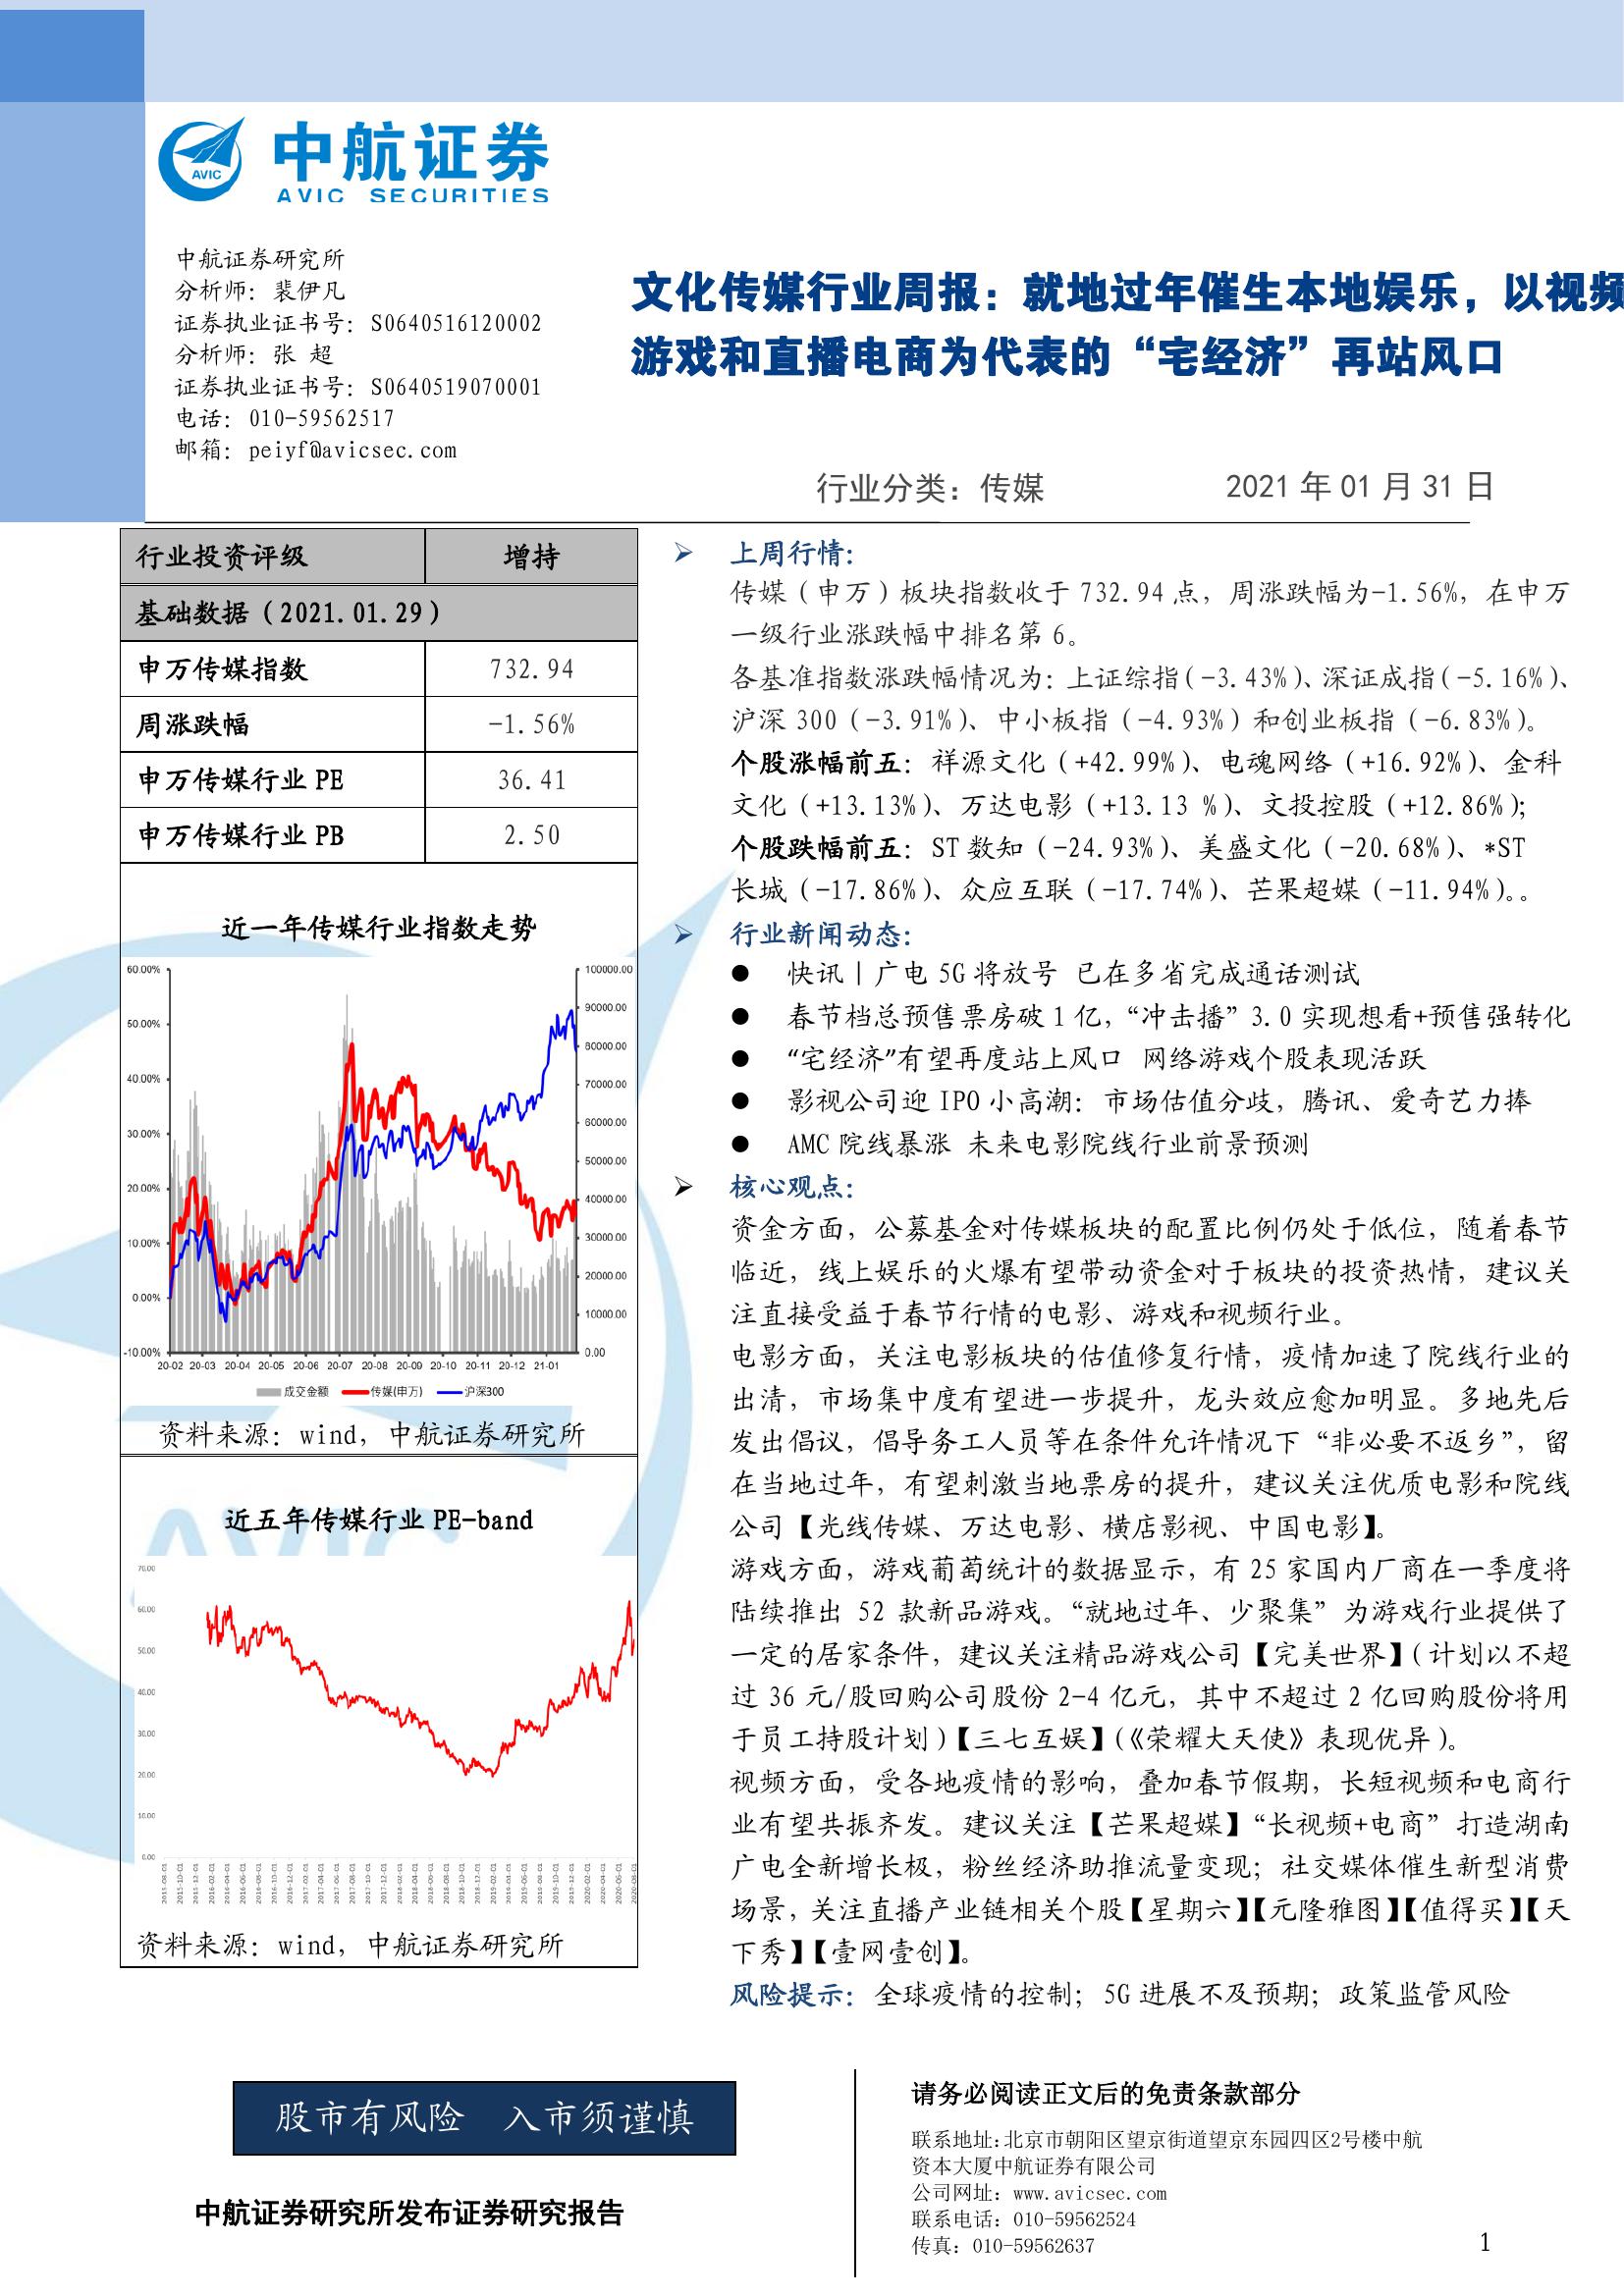 AVIC
中航证券
AVIC SECURITIES
中航证券研究所
分析师：裴伊凡
证券执业证书号：S0640516120002
分析师：张 超
证券执业证书号：S0640519070001
电话：010-59562517
邮箱：peiyf@avicsec.com
文化传媒行业周报：就地过年催生本地娱乐，以视频
游戏和直播电商为代表的“宅经济”再站风口
行业分类：传媒 2021 年 01 月 31 日
行业投资评级 增持
基础数据（2021.01.29）
申万传媒指数 732.94
周涨跌幅 -1.56%
申万传媒行业 PE 36.41
申万传媒行业 PB 2.50
近一年传媒行业指数走势
60.00%
50.00%
40.00%
30.00%
20.00%
10.00%
0.00%
-10.00%
100000.00
90000.00
80000.00
70000.00
60000.00
50000.00
40000.00
30000.00
20000.00
10000.00
0.00
20-02 20-03 20-04 20-05 20-06 20-07 20-08 20-09 20-10 20-11 20-12 21-01
成交金额 传媒(申万) 沪深300
资料来源：wind，中航证券研究所
近五年传媒行业 PE-band
70.00
60.00
50.00
40.00
30.00
20.00
10.00
0.00
资料来源：wind，中航证券研究所
➢ 上周行情：
传媒（申万）板块指数收于 732.94 点，周涨跌幅为-1.56%，在申万
一级行业涨跌幅中排名第 6。
各基准指数涨跌幅情况为：上证综指（-3.43%）、深证成指（-5.16%）、
沪深 300（-3.91%）、中小板指（-4.93%）和创业板指（-6.83%）。
个股涨幅前五：祥源文化（+42.99%）、电魂网络（+16.92%）、金科
文化（+13.13%）、万达电影（+13.13 %）、文投控股（+12.86%）；
个股跌幅前五：ST 数知（-24.93%）、美盛文化（-20.68%）、*ST
长城（-17.86%）、众应互联（-17.74%）、芒果超媒（-11.94%）。。
➢ 行业新闻动态：
● 快讯｜广电 5G 将放号 已在多省完成通话测试
● 春节档总预售票房破 1 亿，“冲击播”3.0 实现想看+预售强转化
● “宅经济”有望再度站上风口 网络游戏个股表现活跃
● 影视公司迎 IPO 小高潮：市场估值分歧，腾讯、爱奇艺力捧
● AMC 院线暴涨 未来电影院线行业前景预测
➢ 核心观点：
资金方面，公募基金对传媒板块的配置比例仍处于低位，随着春节
临近，线上娱乐的火爆有望带动资金对于板块的投资热情，建议关
注直接受益于春节行情的电影、游戏和视频行业。
电影方面，关注电影板块的估值修复行情，疫情加速了院线行业的
出清，市场集中度有望进一步提升，龙头效应愈加明显。多地先后
发出倡议，倡导务工人员等在条件允许情况下“非必要不返乡”，留
在当地过年，有望刺激当地票房的提升，建议关注优质电影和院线
公司【光线传媒、万达电影、横店影视、中国电影】。
游戏方面，游戏葡萄统计的数据显示，有 25 家国内厂商在一季度将
陆续推出 52 款新品游戏。“就地过年、少聚集”为游戏行业提供了
一定的居家条件，建议关注精品游戏公司【完美世界】（计划以不超
过 36 元/股回购公司股份 2-4 亿元，其中不超过 2 亿回购股份将用
于员工持股计划）【三七互娱】（《荣耀大天使》表现优异）。
视频方面，受各地疫情的影响，叠加春节假期，长短视频和电商行
业有望共振齐发。建议关注【芒果超媒】“长视频+电商”打造湖南
广电全新增长极，粉丝经济助推流量变现；社交媒体催生新型消费
场景，关注直播产业链相关个股【星期六】【元隆雅图】【值得买】【天
下秀】【壹网壹创】。
风险提示：全球疫情的控制；5G 进展不及预期；政策监管风险
股市有风险 入市须谨慎
中航证券研究所发布证券研究报告
请务必阅读正文后的免责条款部分
联系地址:北京市朝阳区望京街道望京东园四区2号楼中航
资本大厦中航证券有限公司
公司网址：www.avicsec.com
联系电话：010-59562524
传真：010-59562637
1